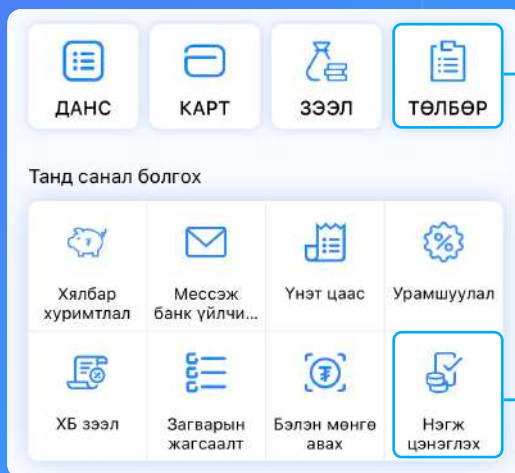 ДАНС КАРТ ЗЭЭЛ ТӨЛБӨР
Танд санал болгох
Хялбар хуримтлал
Мессэж банк үйлчи...
Үнэт цаас
Урамшуулал
ХБ зээл
Загварын жагсаалт
Бэлэн мөнгө авах
Нэгж цэнэглэх